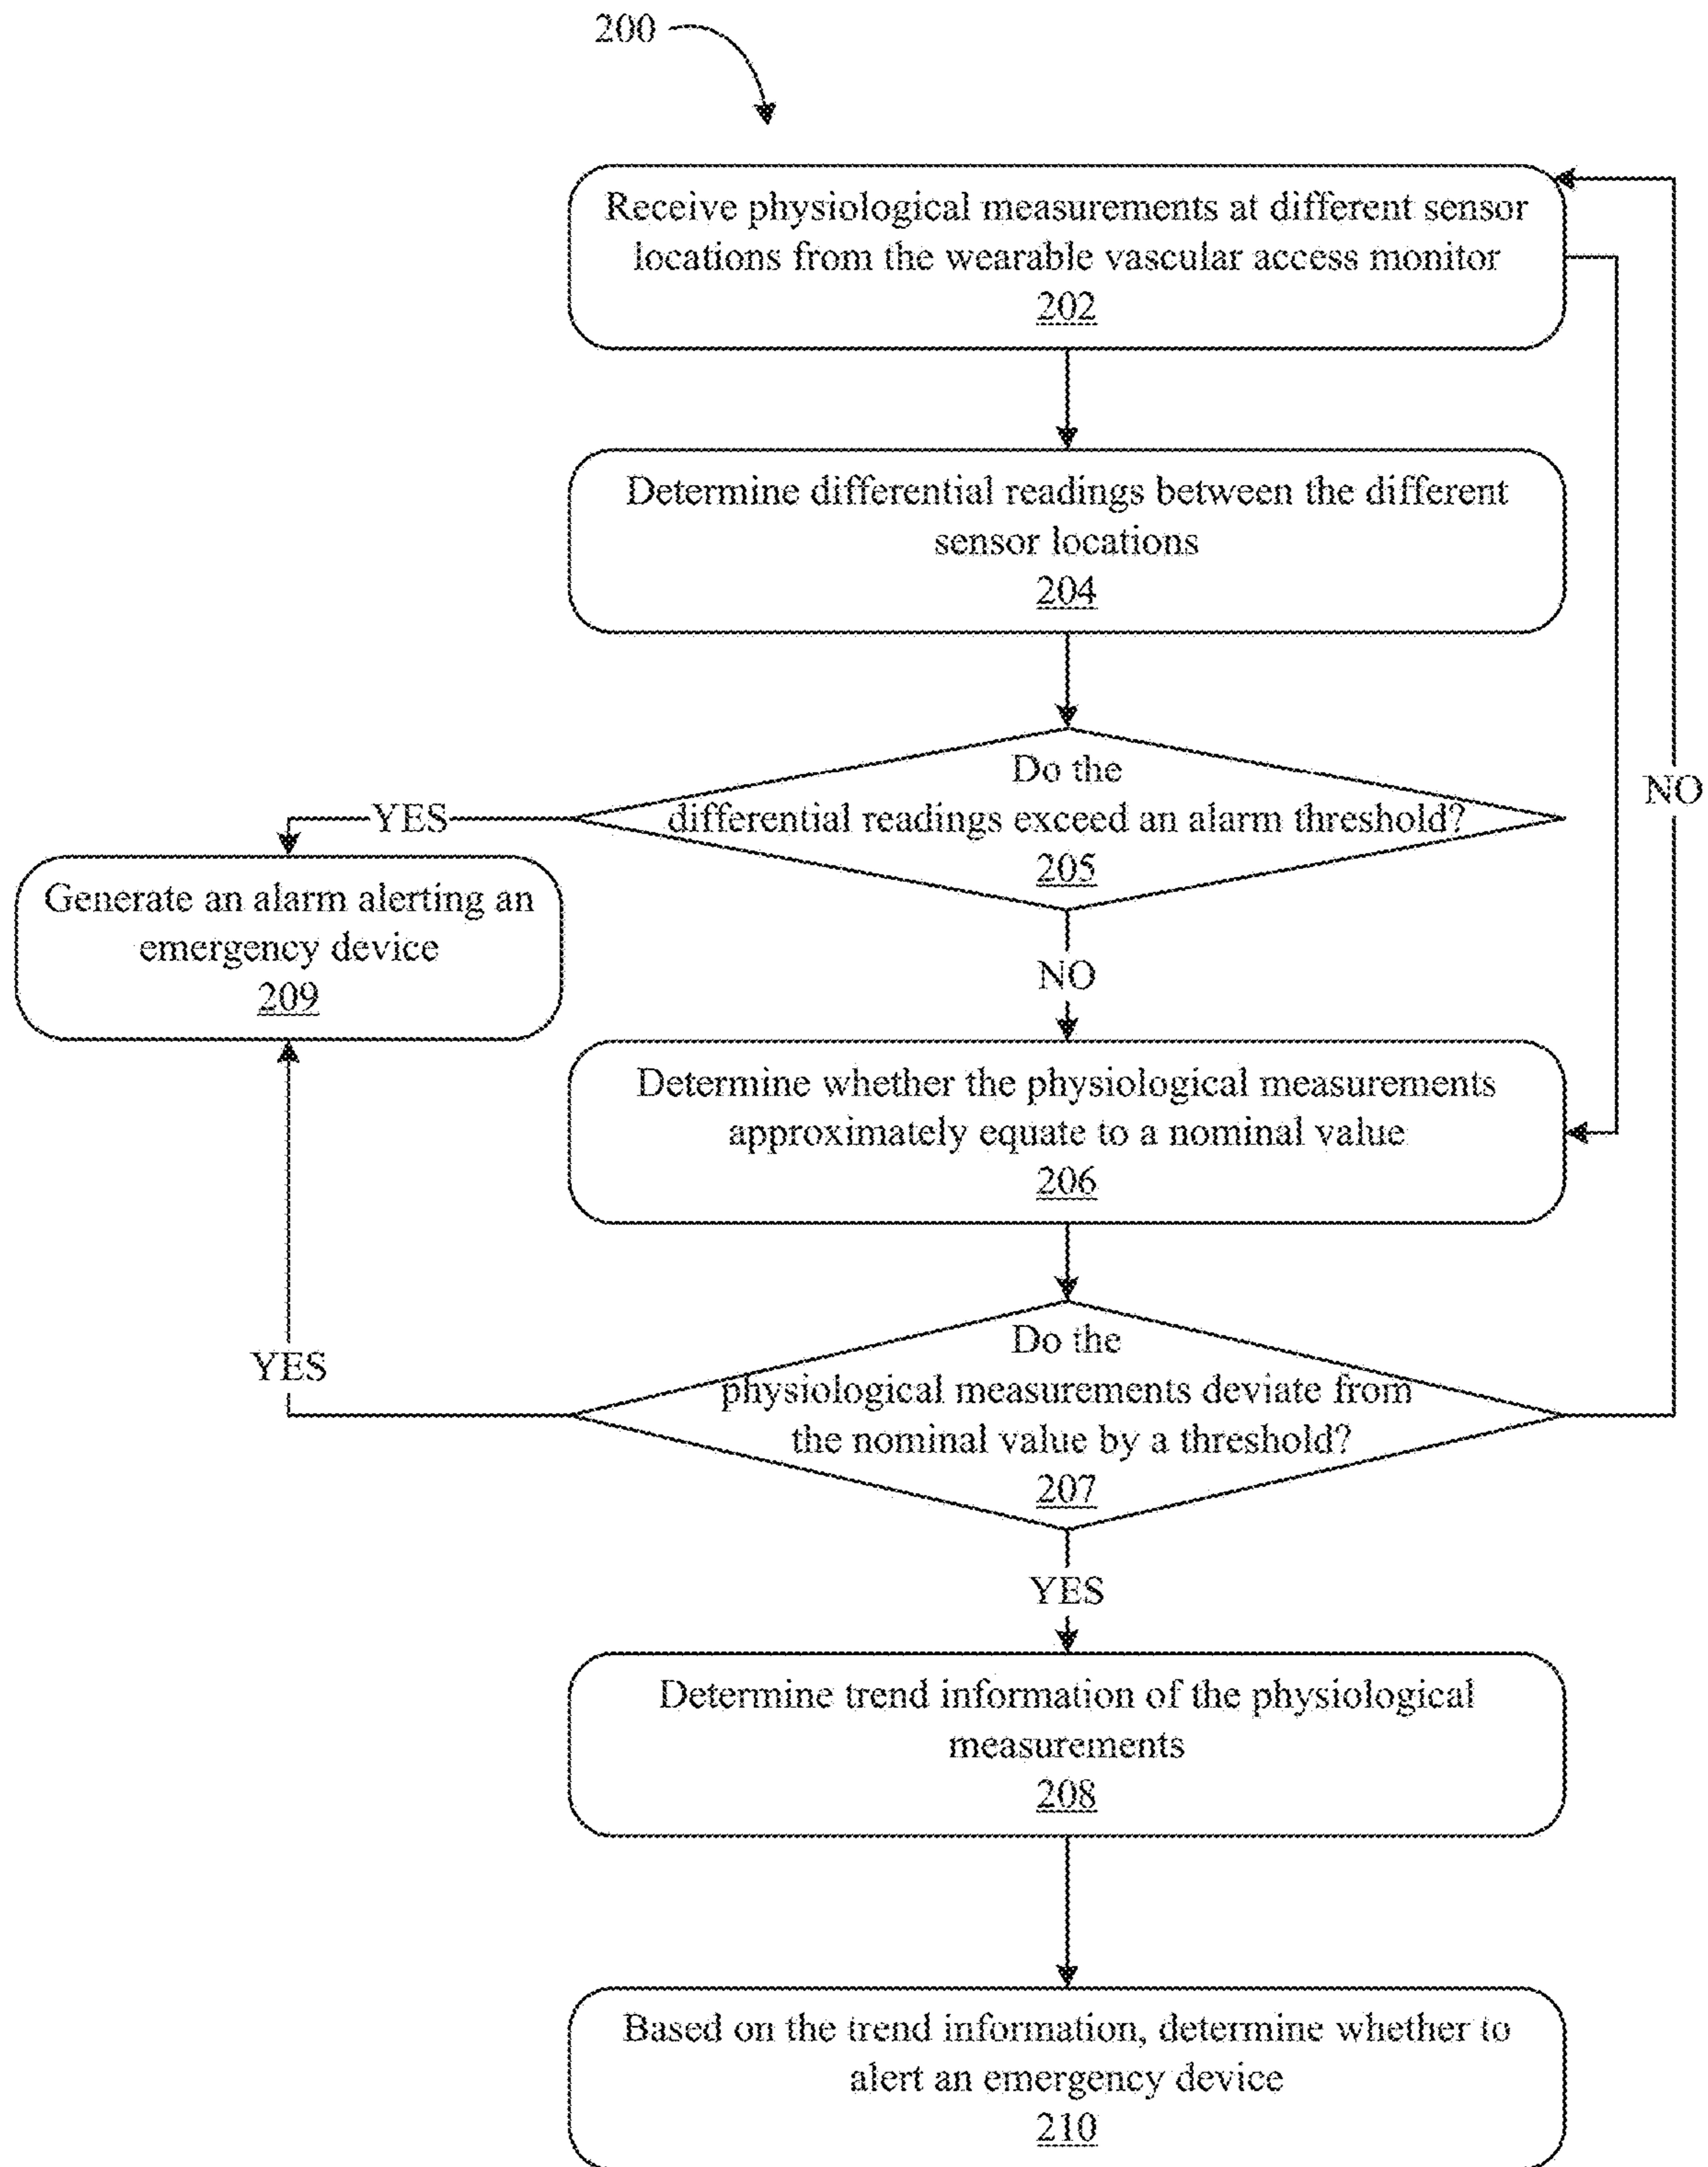 200
Receive physiological measurements at different sensor
locations from the wearable vascular access monitor
202
Determine differential readings between the different
sensor locations
204
Do the
differential readings exceed an alarm threshold?
205
YES
NO
Generate an alarm alerting an
emergency device
209
NO
Determine whether the physiological measurements
approximately equate to a nominal value
206
Do the
physiological measurements deviate from
the nominal value by a threshold?
207
YES
YES
Determine trend information of the physiological
measurements
208
Based on the trend information, determine whether to
alert an emergency device
210